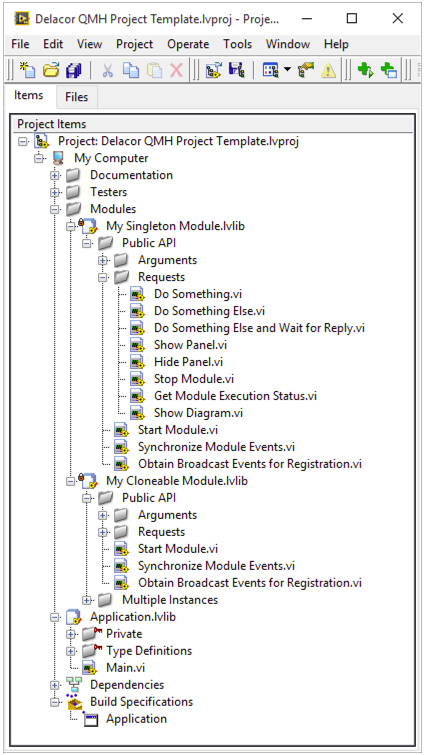 Delacor QMH Project Template.lvproj - Proje...
File Edit View Project Operate Tools Window Help
Items Files
Project Items
Project: Delacor QMH Project Template.lvproj
My Computer
Documentation
Testers
Modules
My Singleton Module.lvlib
Public API
Arguments
Requests
Do Something.vi
Do Something Else.vi
Do Something Else and Wait for Reply.vi
Show Panel.vi
Hide Panel.vi
Stop Module.vi
Get Module Execution Status.vi
Show Diagram.vi
Start Module.vi
Synchronize Module Events.vi
Obtain Broadcast Events for Registration.vi
My Cloneable Module.lvlib
Public API
Arguments
Requests
Start Module.vi
Synchronize Module Events.vi
Obtain Broadcast Events for Registration.vi
Multiple Instances
Application.lvlib
Private
Type Definitions
Main.vi
Dependencies
Build Specifications
Application